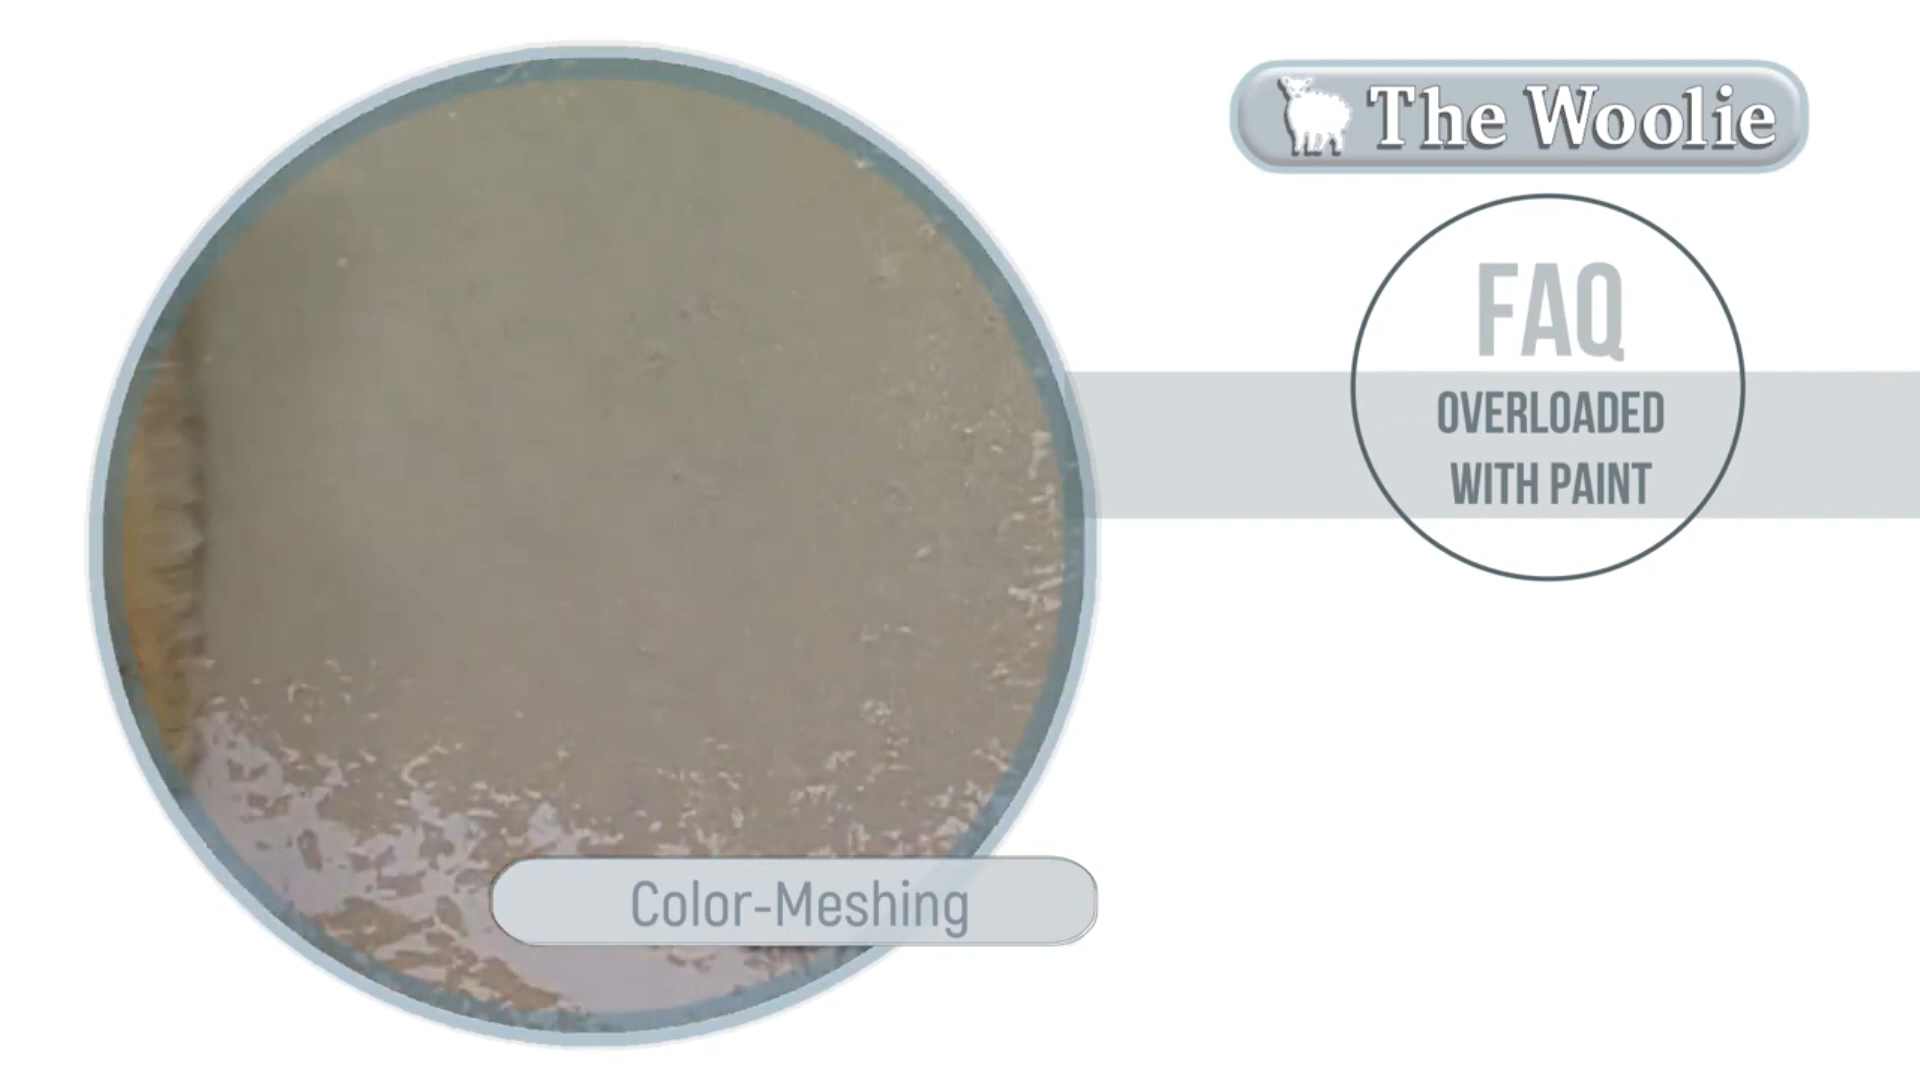 The Woolie
FAQ
OVERLOADED
WITH PAINT
Color-Meshing